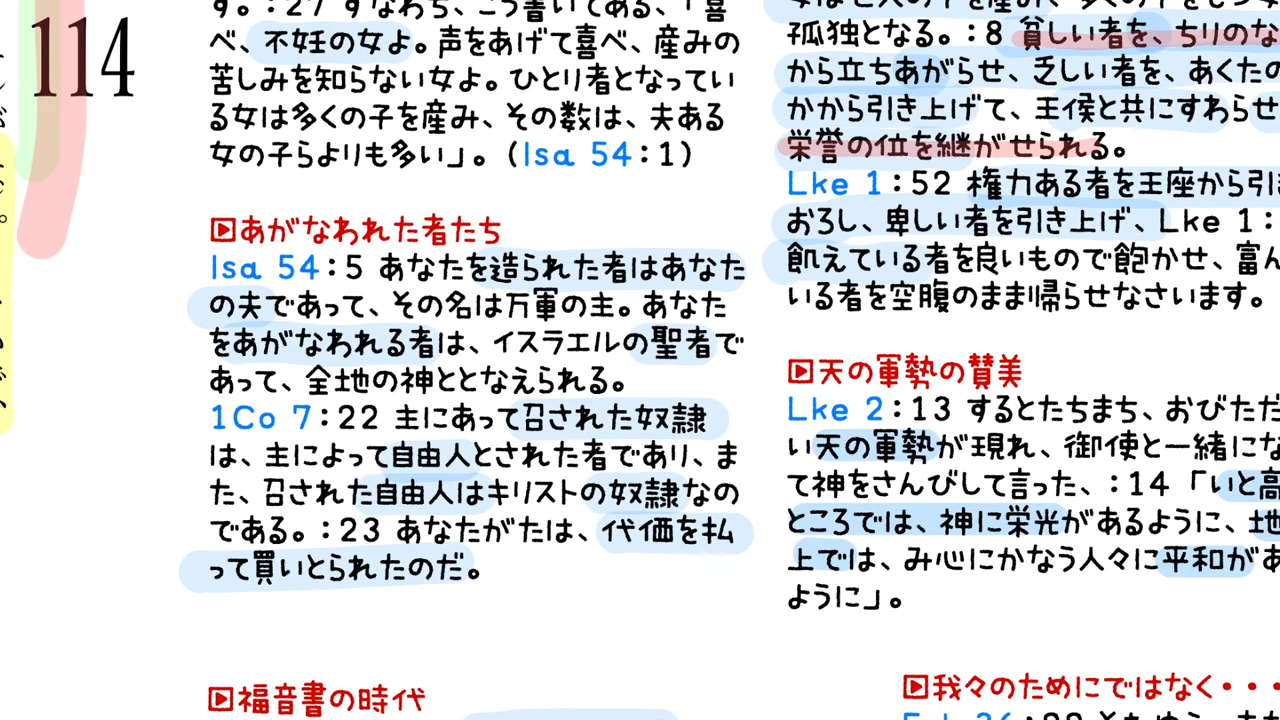 114
す。:27 すなわち、こう書いてある、「喜
べ、不妊の女よ。声をあげて喜べ、産みの
苦しみを知らない女よ。ひとり者となってい
る女は多くの子を産み、その数は、夫ある
女の子らよりも多い」。(Isa 54:1)
▶あがなわれた者たち
Isa 54:5 あなたを造られた者はあなた
の夫であって、その名は万軍の主。あなた
をあがなわれる者は、イスラエルの聖者で
あって、全地の神ととなえられる。
1Co 7:22 主にあって召された奴隷
は、主によって自由人とされた者であり、ま
た、召された自由人はキリストの奴隷なの
である。:23 あなたがたは、代価を払
って買いとられたのだ。
▶福音書の時代
孤独となる。:8 貧しい者を、ちりのな
から立ちあがらせ、乏しい者を、あくたの
かから引き上げて、王侯と共にすわらせ
栄誉の位を継がせられる。
Lke 1:52 権力ある者を王座から引き
おろし、卑しい者を引き上げ、Lke 1:
飢えている者を良いもので飽かせ、富ん
いる者を空腹のまま帰らせなさいます。
▶天の軍勢の賛美
Lke 2:13 するとたちまち、おびただ
い天の軍勢が現れ、御使と一緒にな
て神をさんびして言った、:14 「いと高
ところでは、神に栄光があるように、地
上では、み心にかなう人々に平和があ
ように」。
▶我々のためにではなく・・・